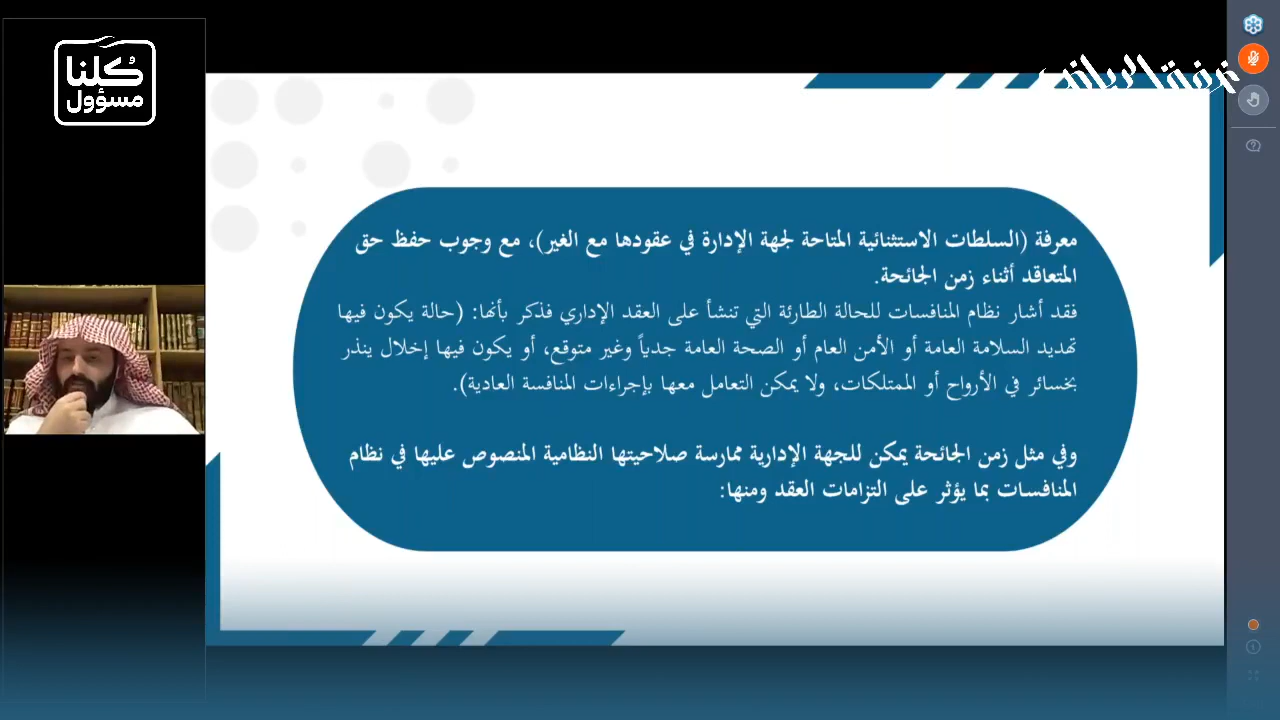 كُلنا
مسؤول
غرفة الرياض
معرفة (السلطات الاستثنائية المتاحة لجهة الإدارة في عقودها مع الغير)، مع وجوب حفظ حق
المتعاقد أثناء زمن الجائحة.
فقد أشار نظام المنافسات للحالة الطارئة التي تنشأ على العقد الإداري فذكر بأنها: (حالة يكون فيها
تهديد السلامة العامة أو الأمن العام أو الصحة العامة جدياً وغير متوقع، أو يكون فيها إخلال ينذر
بخسائر في الأرواح أو الممتلكات، ولا يمكن التعامل معها بإجراءات المنافسة العادية).
وفي مثل زمن الجائحة يمكن للجهة الإدارية ممارسة صلاحيتها النظامية المنصوص عليها في نظام
المنافسات بما يؤثر على التزامات العقد ومنها: